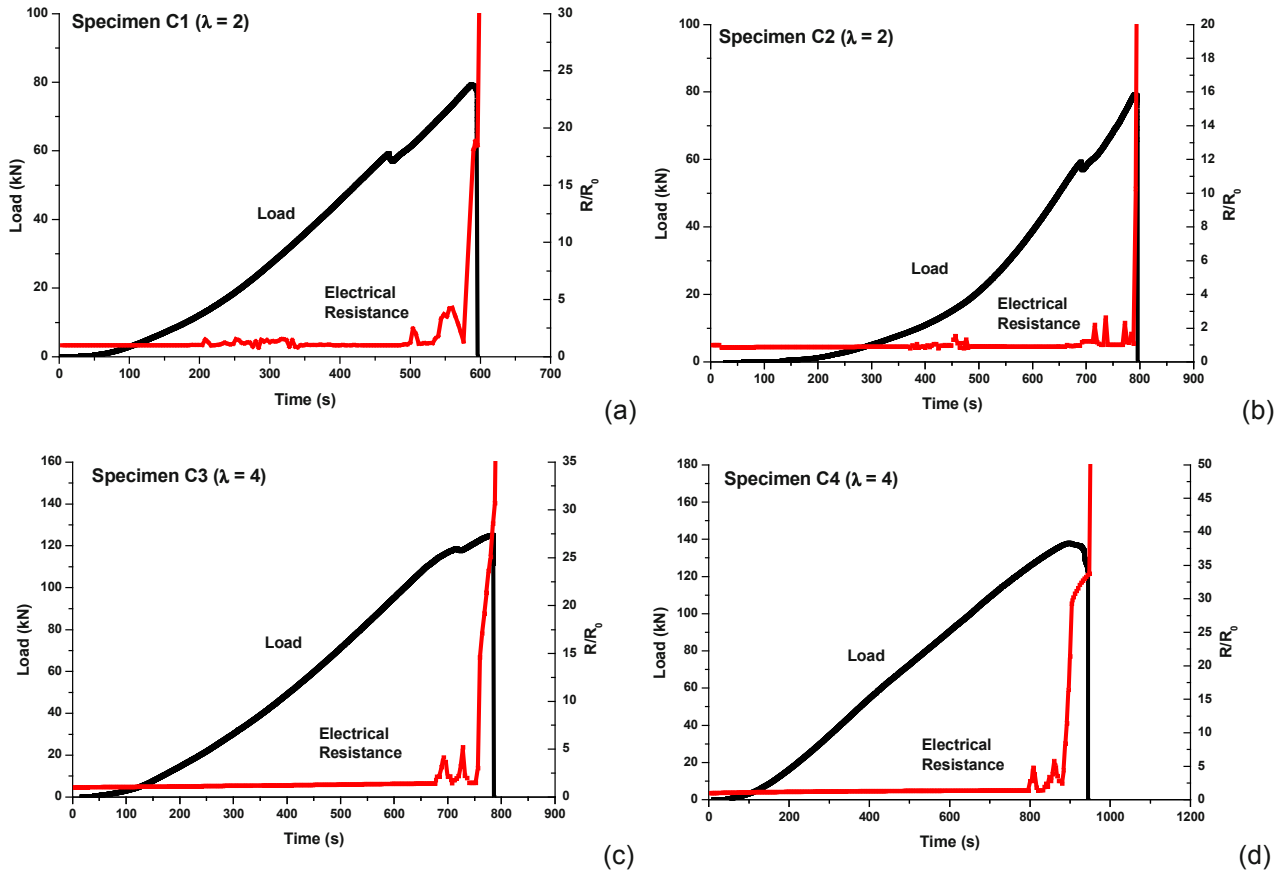 Specimen C1 (λ = 2)
Load (kN)
100
80
60
40
20
0
R/R0
30
25
20
15
10
5
0
Load
Electrical
Resistance
0 100 200 300 400 500 600 700
Time (s)
(a)
Specimen C2 (λ = 2)
Load (kN)
100
80
60
40
20
0
R/R0
20
18
16
14
12
10
8
6
4
2
0
Load
Electrical
Resistance
0 100 200 300 400 500 600 700 800 900
Time (s)
(b)
Specimen C3 (λ = 4)
Load (kN)
160
140
120
100
80
60
40
20
0
R/R0
35
30
25
20
15
10
5
0
Load
Electrical
Resistance
0 100 200 300 400 500 600 700 800 900
Time (s)
(c)
Specimen C4 (λ = 4)
Load (kN)
180
160
140
120
100
80
60
40
20
0
R/R0
50
45
40
35
30
25
20
15
10
5
0
Load
Electrical
Resistance
0 200 400 600 800 1000 1200
Time (s)
(d)